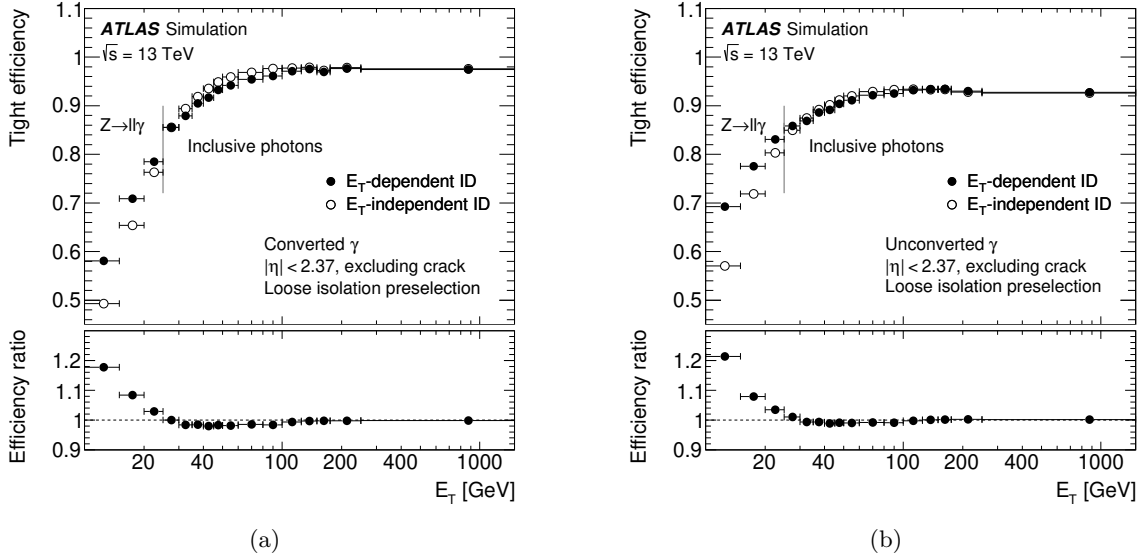 1.1
1
0.9
0.8
0.7
0.6
0.5
Tight efficiency
ATLAS Simulation
√s = 13 TeV
Z→llγ
Inclusive photons
E_T-dependent ID
E_T-independent ID
Converted γ
|η| < 2.37, excluding crack
Loose isolation preselection
Efficiency ratio
1.2
1.1
1
0.9
20 40 100 200 400 1000
E_T [GeV]
(a)
1.1
1
0.9
0.8
0.7
0.6
0.5
Tight efficiency
ATLAS Simulation
√s = 13 TeV
Z→llγ
Inclusive photons
E_T-dependent ID
E_T-independent ID
Unconverted γ
|η| < 2.37, excluding crack
Loose isolation preselection
Efficiency ratio
1.2
1.1
1
0.9
20 40 100 200 400 1000
E_T [GeV]
(b)